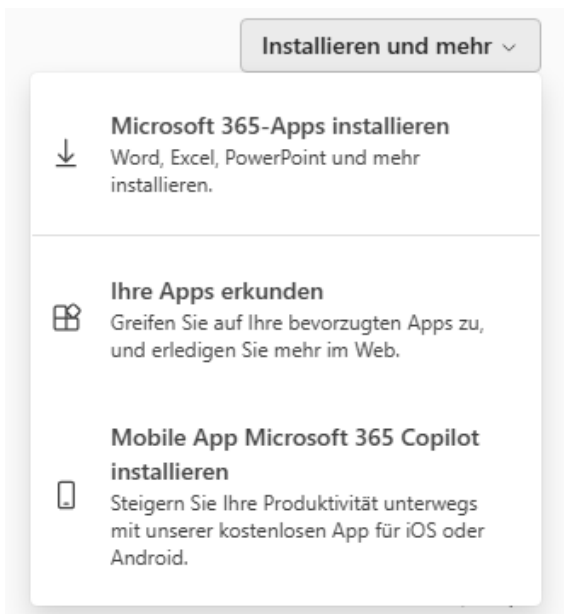 Installieren und mehr
Microsoft 365-Apps installieren
Word, Excel, PowerPoint und mehr
installieren.
Ihre Apps erkunden
Greifen Sie auf Ihre bevorzugten Apps zu,
und erledigen Sie mehr im Web.
Mobile App Microsoft 365 Copilot
installieren
Steigern Sie Ihre Produktivität unterwegs
mit unserer kostenlosen App für iOS oder
Android.